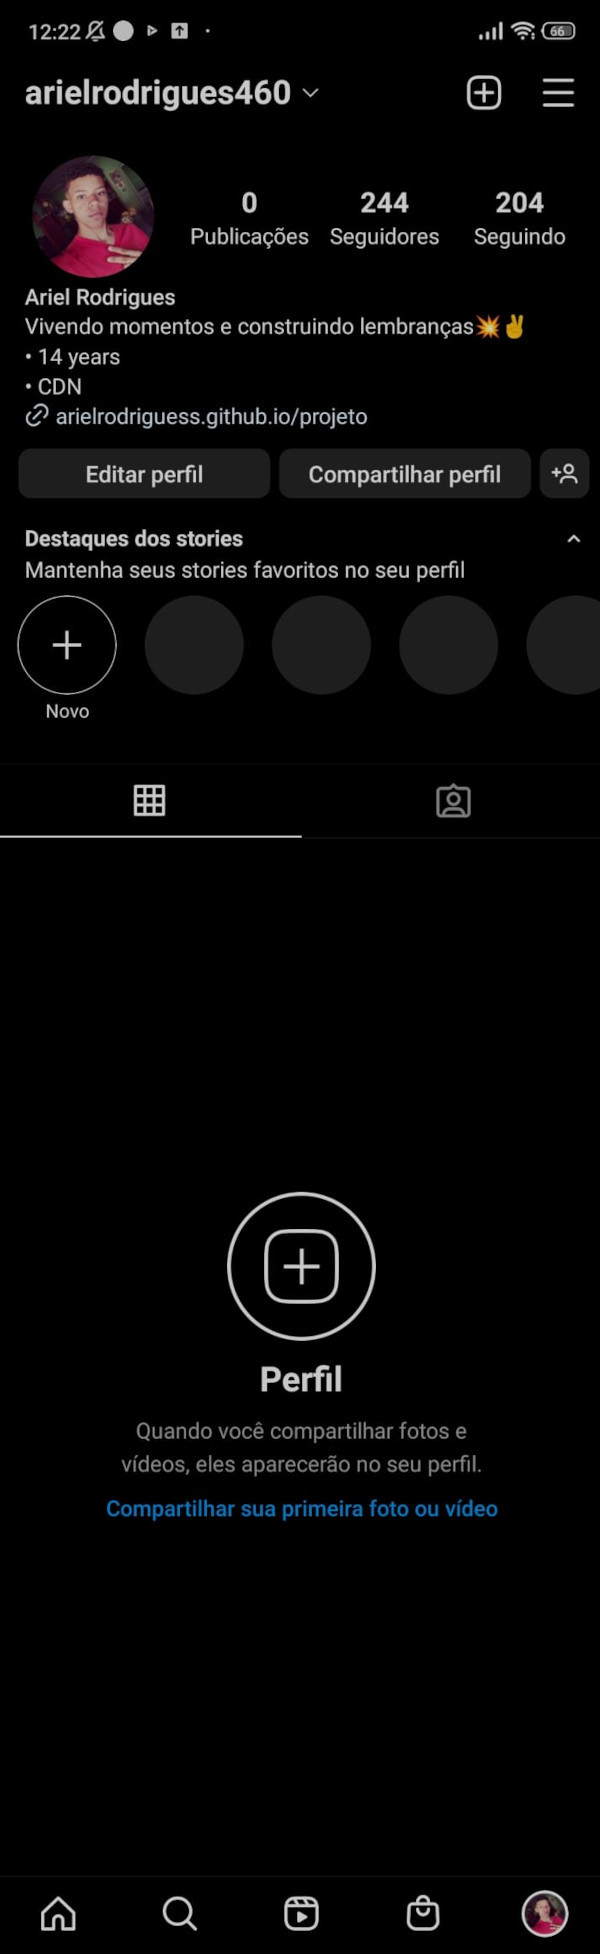 12:22
66
arielrodrigues460
0 244 204
Publicações Seguidores Seguindo
Ariel Rodrigues
Vivendo momentos e construindo lembranças💥✌️
• 14 years
• CDN
arielrodriguess.github.io/projeto
Editar perfil Compartilhar perfil
Destaques dos stories
Mantenha seus stories favoritos no seu perfil
Novo
Perfil
Quando você compartilhar fotos e
vídeos, eles aparecerão no seu perfil.
Compartilhar sua primeira foto ou vídeo